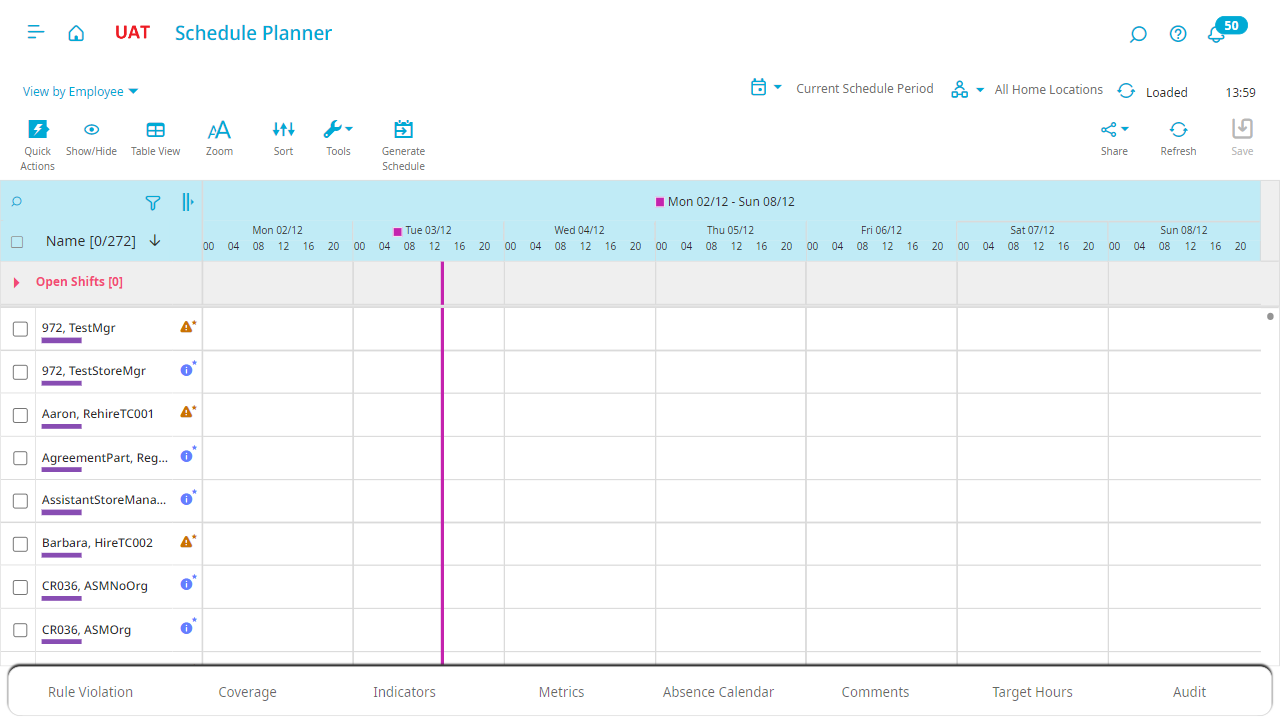 UAT
Schedule Planner
50
View by Employee
Current Schedule Period
All Home Locations
Loaded
13:59
Quick Actions
Show/Hide
Table View
Zoom
Sort
Tools
Generate Schedule
Share
Refresh
Save
Mon 02/12 - Sun 08/12
Name [0/272]
Mon 02/12
Tue 03/12
Wed 04/12
Thu 05/12
Fri 06/12
Sat 07/12
Sun 08/12
00 04 08 12 16 20 00 04 08 12 16 20 00 04 08 12 16 20 00 04 08 12 16 20 00 04 08 12 16 20 00 04 08 12 16 20 00 04 08 12 16 20
Open Shifts [0]
972, TestMgr
972, TestStoreMgr
Aaron, RehireTC001
AgreementPart, Reg...
AssistantStoreMana...
Barbara, HireTC002
CR036, ASMNoOrg
CR036, ASMOrg
Rule Violation
Coverage
Indicators
Metrics
Absence Calendar
Comments
Target Hours
Audit